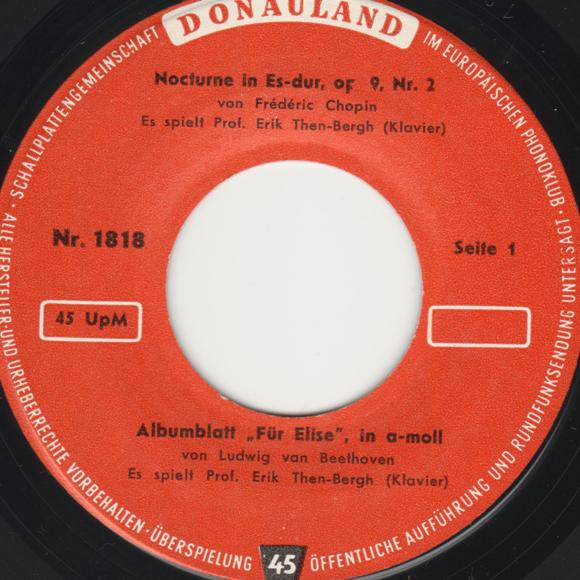 DONAULAND
SCHALLPLATTENGEMEINSCHAFT
IM EUROPÄISCHEN PHONOKLUB ·
Nocturne in Es-dur, op 9, Nr. 2
von Frédéric Chopin
Es spielt Prof. Erik Then-Bergh (Klavier)
Nr. 1818
Seite 1
45 UpM
Albumblatt „Für Elise", in a-moll
von Ludwig van Beethoven
Es spielt Prof. Erik Then-Bergh (Klavier)
· ALLE HERSTELLER- UND URHEBERRECHTE VORBEHALTEN · ÜBERSPIELUNG
45
ÖFFENTLICHE AUFFÜHRUNG UND RUNDFUNKSENDUNG UNTERSAGT ·